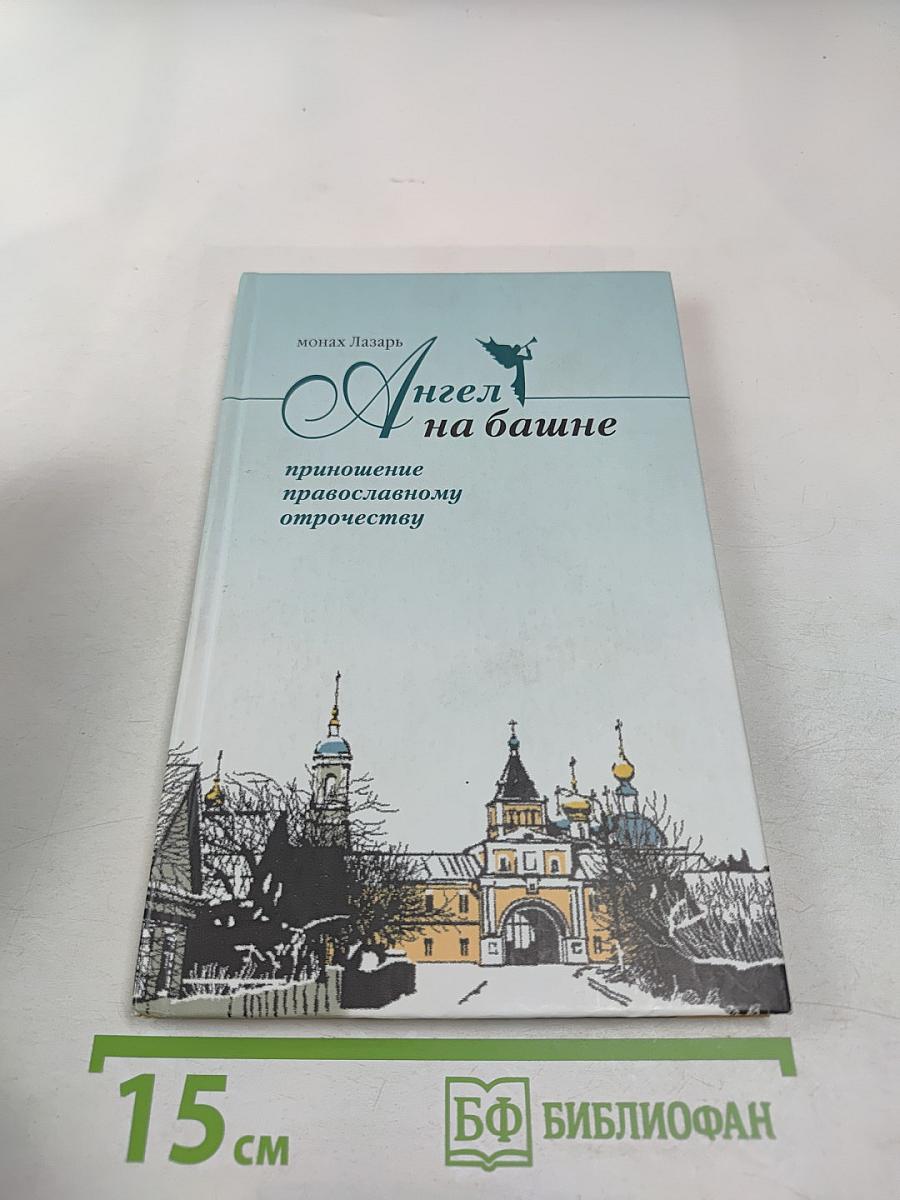 монах Лазарь
Ангел
на башне
приношение
православному
отрочеству
15 см
БФ БИБЛИОФАН